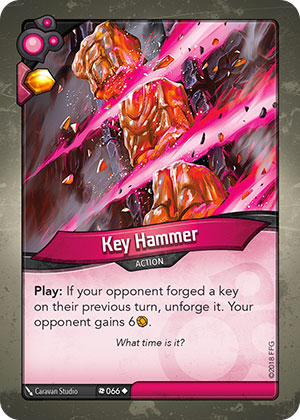 Key Hammer
ACTION
Play: If your opponent forged a key
on their previous turn, unforge it. Your
opponent gains 6.
What time is it?
©2018 FFG
Caravan Studio
066